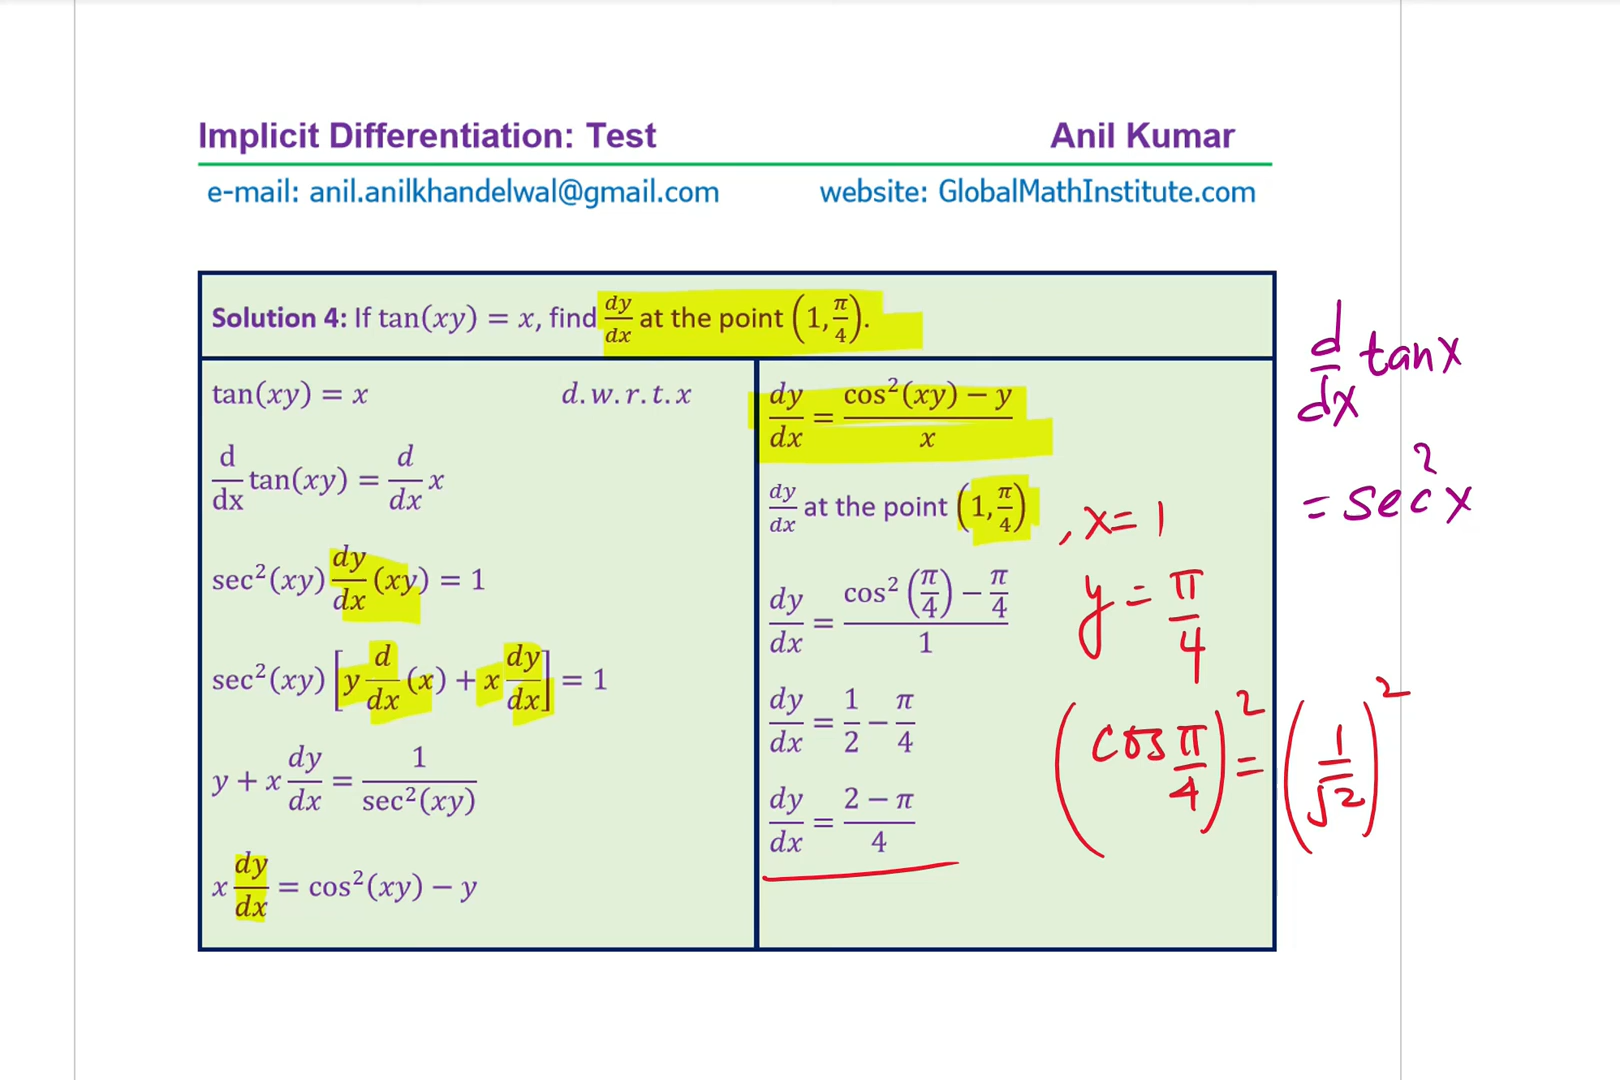 Implicit Differentiation: Test Anil Kumar
e-mail: anil.anilkhandelwal@gmail.com website: GlobalMathInstitute.com
Solution 4: If tan(xy) = x, find dy/dx at the point (1, π/4).
tan(xy) = x d.w.r.t.x
d/dx tan(xy) = d/dx x
sec²(xy) dy/dx (xy) = 1
sec²(xy) [y d/dx (x) + x dy/dx] = 1
y + x dy/dx = 1/sec²(xy)
x dy/dx = cos²(xy) − y
dy/dx = (cos²(xy) − y)/x
dy/dx at the point (1, π/4) , x = 1
y = π/4
dy/dx = (cos²(π/4) − π/4)/1
dy/dx = 1/2 − π/4
(cos π/4)² = (1/√2)²
dy/dx = (2 − π)/4
d/dx tanx
= sec²x